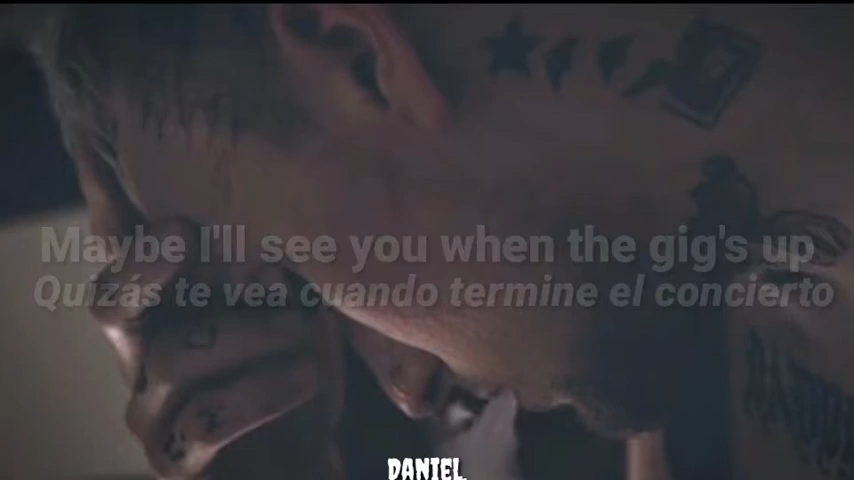 Maybe I'll see you when the gig's up
Quizás te vea cuando termine el concierto
DANIEL